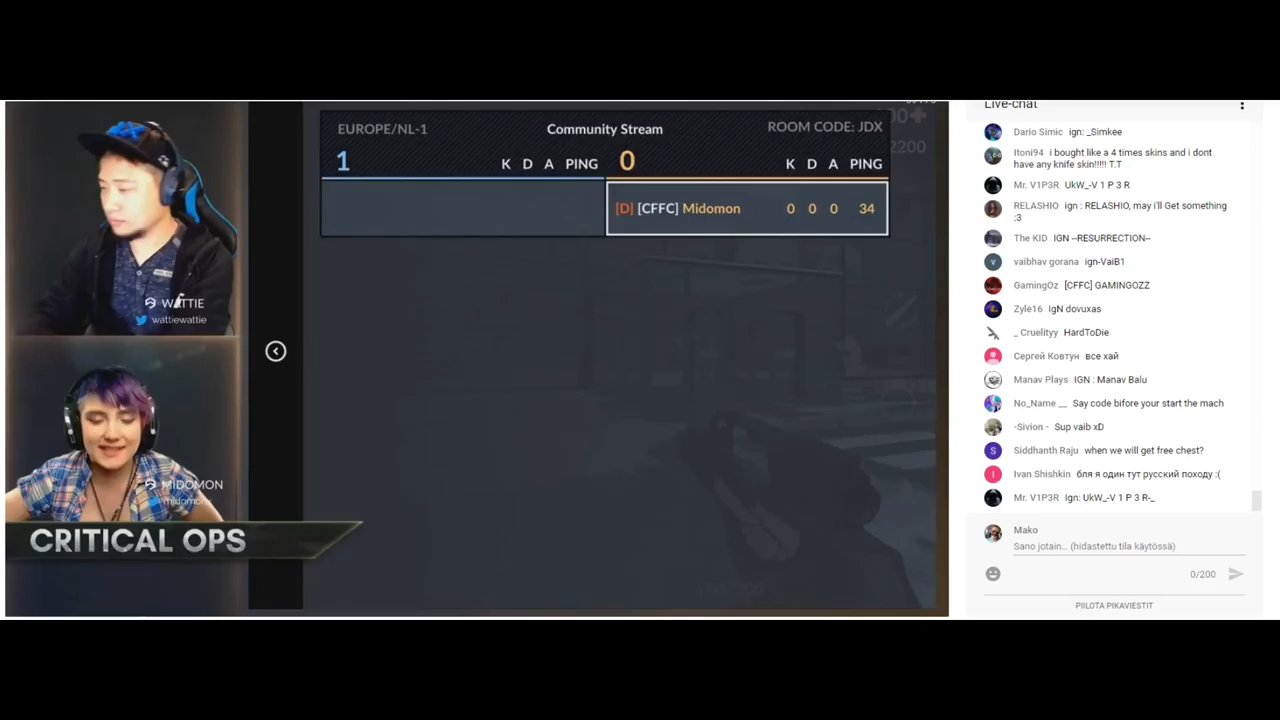 EUROPE/NL-1
Community Stream
ROOM CODE: JDX
1
K D A PING
0
K D A PING
[D] [CFFC] Midomon 0 0 0 34
2200
WATTIE
wattiewattie
MIDOMON
CRITICAL OPS
Live-chat
Dario Simic ign: _Simkee
Itoni94 i bought like a 4 times skins and i dont
have any knife skin!!!!! T.T
Mr. V1P3R UkW_-V 1 P 3 R
RELASHIO ign : RELASHIO, may i'll Get something
:3
The KID IGN --RESURRECTION--
vaibhav gorana ign-VaiB1
GamingOz [CFFC] GAMINGOZZ
Zyle16 IgN dovuxas
_ Cruelityy HardToDie
Сергей Ковтун все хай
Manav Plays IGN : Manav Balu
No_Name __ Say code bifore your start the mach
-Sivion - Sup vaib xD
Siddhanth Raju when we will get free chest?
Ivan Shishkin бля я один тут русский походу :(
Mr. V1P3R Ign: UkW_-V 1 P 3 R-_
Mako
Sano jotain... (hidastettu tila käytössä)
0/200
PIILOTA PIKAVIESTIT